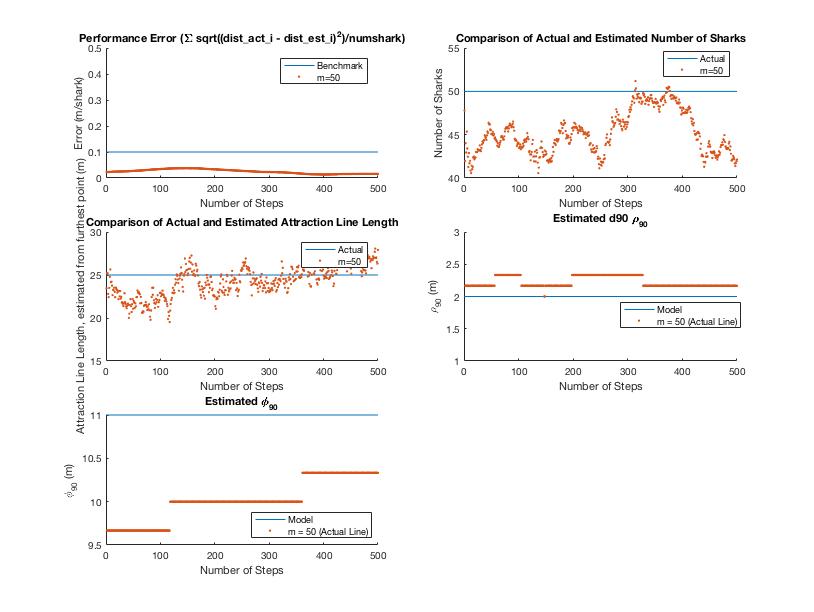 Performance Error (Σ sqrt((dist_act_i - dist_est_i)²)/numshark)
0.5
0.4
0.3
0.2
0.1
0
Error (m/shark)
Benchmark
m=50
0 100 200 300 400 500
Number of Steps
Comparison of Actual and Estimated Number of Sharks
55
50
45
40
Number of Sharks
Actual
m=50
0 100 200 300 400 500
Number of Steps
Comparison of Actual and Estimated Attraction Line Length
30
25
20
15
Attraction Line Length, estimated from furthest point (m)
Actual
m=50
0 100 200 300 400 500
Number of Steps
Estimated d90 ρ90
3
2.5
2
1.5
1
ρ90 (m)
Model
m = 50 (Actual Line)
0 100 200 300 400 500
Number of Steps
Estimated ϕ90
11
10.5
10
9.5
ϕ90 (m)
Model
m = 50 (Actual Line)
0 100 200 300 400 500
Number of Steps